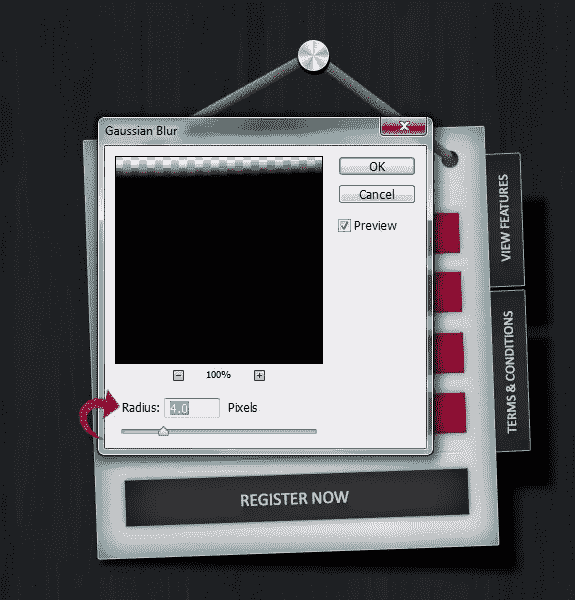 Gaussian Blur
OK
Cancel
Preview
100%
Radius: 4.0 Pixels
VIEW FEATURES
TERMS & CONDITIONS
REGISTER NOW